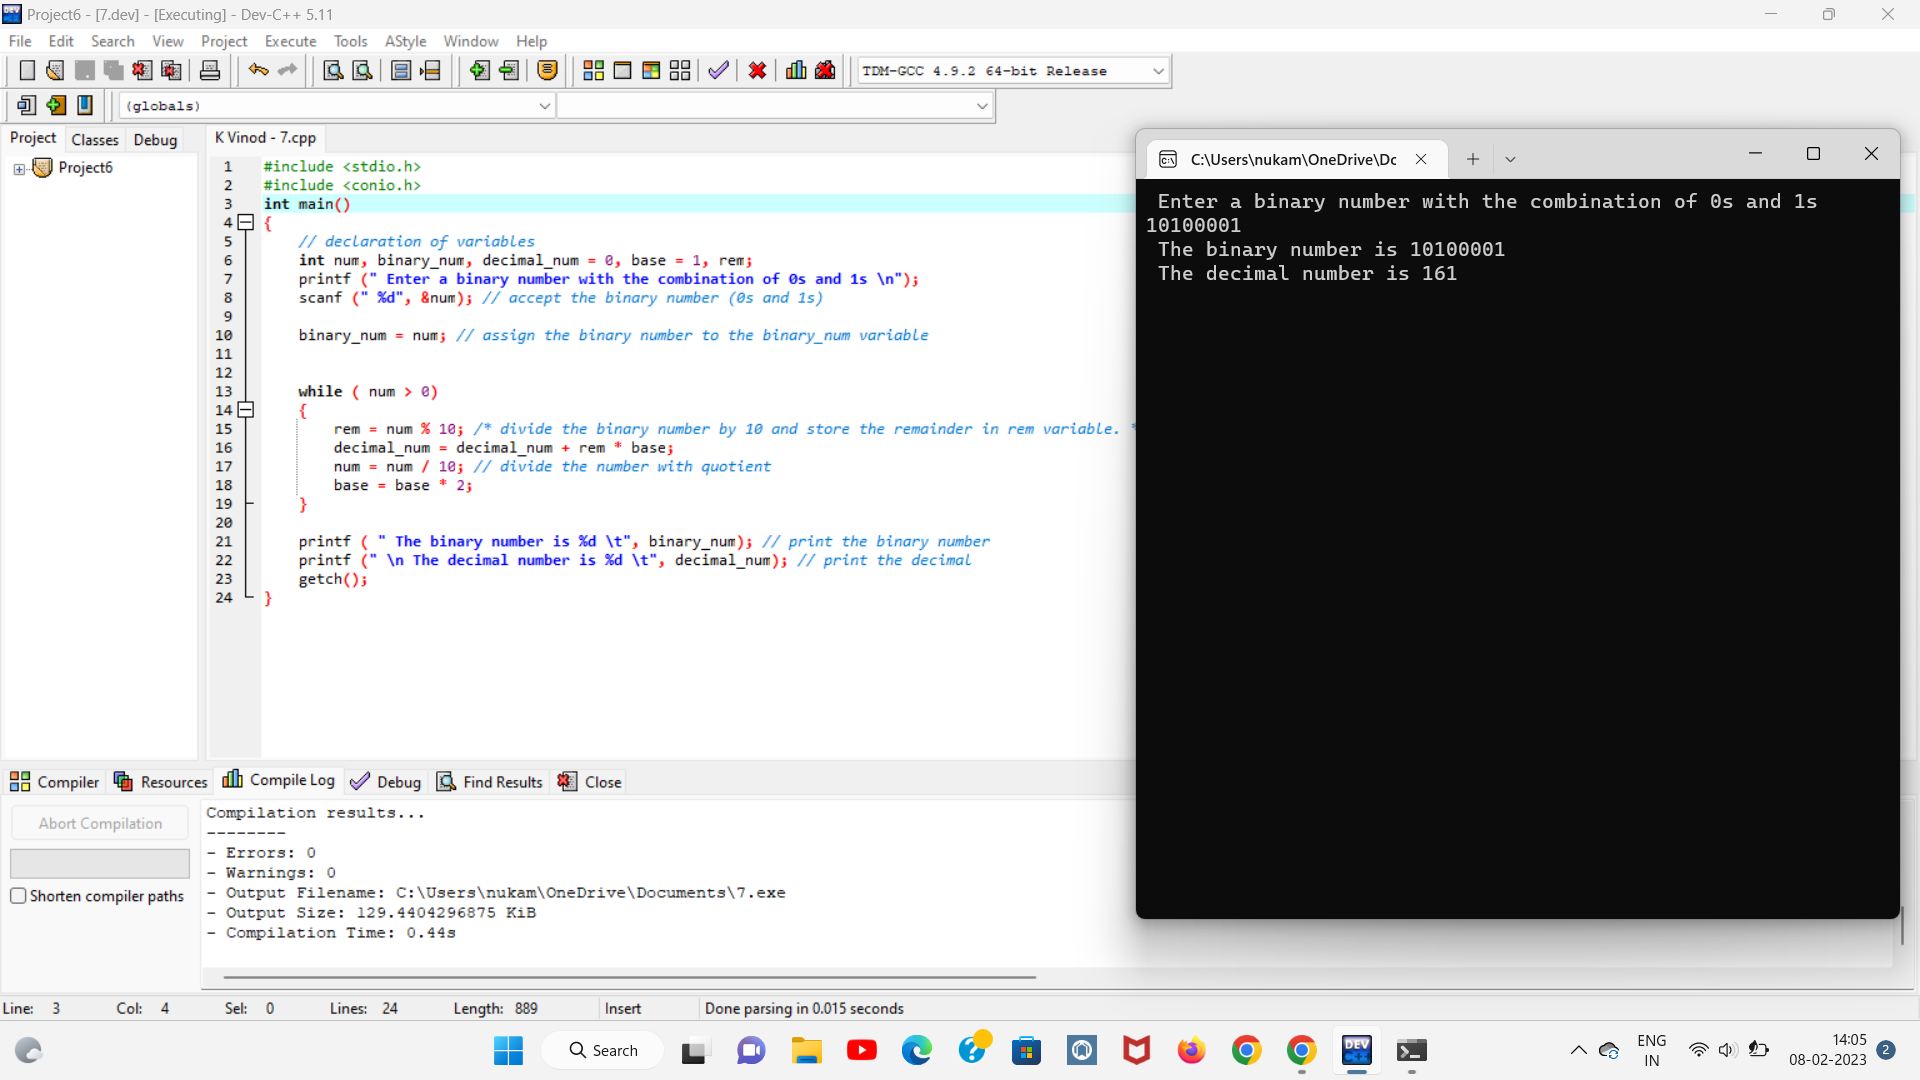 Project6 - [7.dev] - [Executing] - Dev-C++ 5.11
File Edit Search View Project Execute Tools AStyle Window Help
TDM-GCC 4.9.2 64-bit Release
(globals)
Project Classes Debug
Project6
K Vinod - 7.cpp
1 #include <stdio.h>
2 #include <conio.h>
3 int main()
4 {
5 // declaration of variables
6 int num, binary_num, decimal_num = 0, base = 1, rem;
7 printf (" Enter a binary number with the combination of 0s and 1s \n");
8 scanf (" %d", &num); // accept the binary number (0s and 1s)
9
10 binary_num = num; // assign the binary number to the binary_num variable
11
12
13 while ( num > 0)
14 {
15 rem = num % 10; /* divide the binary number by 10 and store the remainder in rem variable. *
16 decimal_num = decimal_num + rem * base;
17 num = num / 10; // divide the number with quotient
18 base = base * 2;
19 }
20
21 printf ( " The binary number is %d \t", binary_num); // print the binary number
22 printf (" \n The decimal number is %d \t", decimal_num); // print the decimal
23 getch();
24 }
C:\Users\nukam\OneDrive\Dc
Enter a binary number with the combination of 0s and 1s
10100001
The binary number is 10100001
The decimal number is 161
Compiler Resources Compile Log Debug Find Results Close
Abort Compilation
Shorten compiler paths
Compilation results...
--------
- Errors: 0
- Warnings: 0
- Output Filename: C:\Users\nukam\OneDrive\Documents\7.exe
- Output Size: 129.4404296875 KiB
- Compilation Time: 0.44s
Line: 3 Col: 4 Sel: 0 Lines: 24 Length: 889 Insert Done parsing in 0.015 seconds
Search
DEV
C++
ENG
IN
14:05
08-02-2023
2